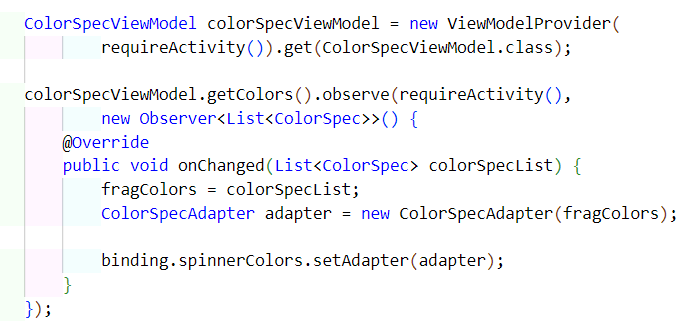 ColorSpecViewModel colorSpecViewModel = new ViewModelProvider(
        requireActivity()).get(ColorSpecViewModel.class);

colorSpecViewModel.getColors().observe(requireActivity(),
        new Observer<List<ColorSpec>>() {
    @Override
    public void onChanged(List<ColorSpec> colorSpecList) {
        fragColors = colorSpecList;
        ColorSpecAdapter adapter = new ColorSpecAdapter(fragColors);

        binding.spinnerColors.setAdapter(adapter);
    }
});